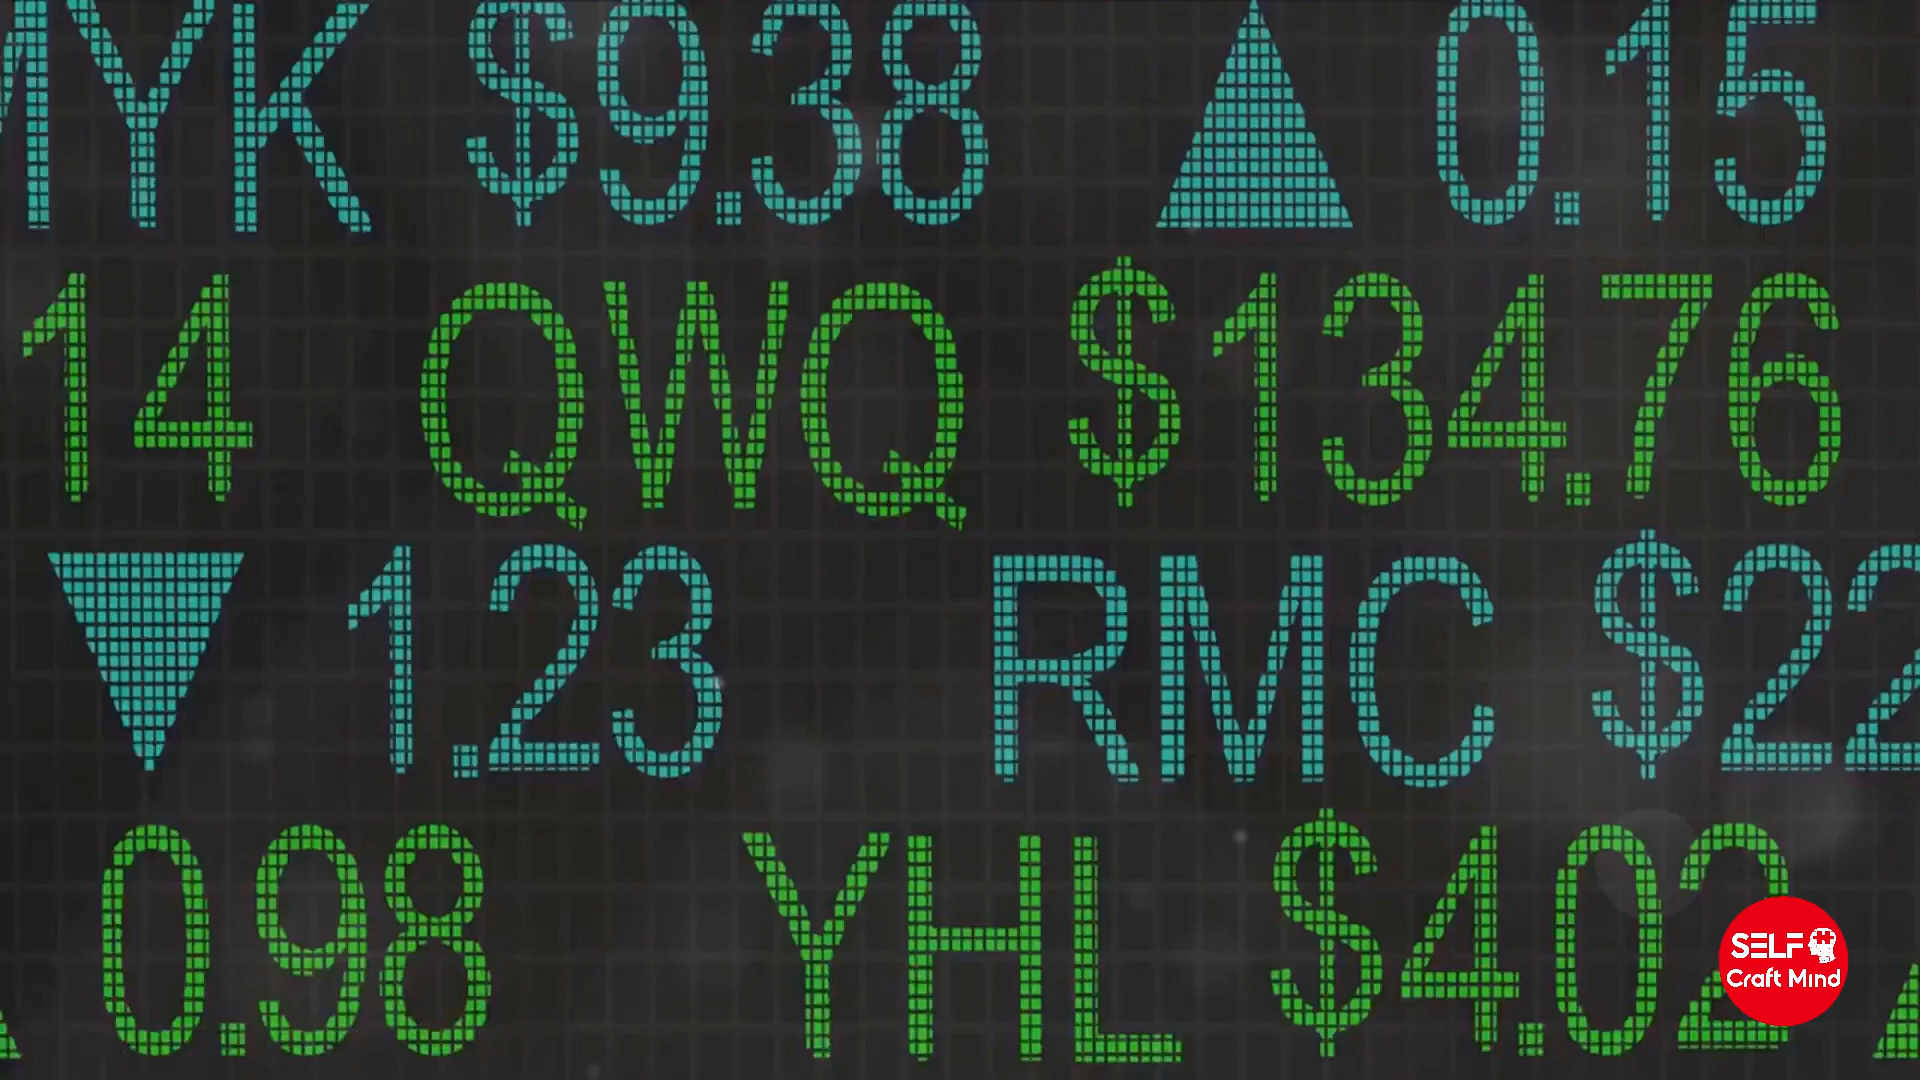 MYK $9.38 ▲ 0.15
14 QWQ $134.76
▼ 1.23 RMC $22
0.98 YHL $4.02
SELF
Craft Mind